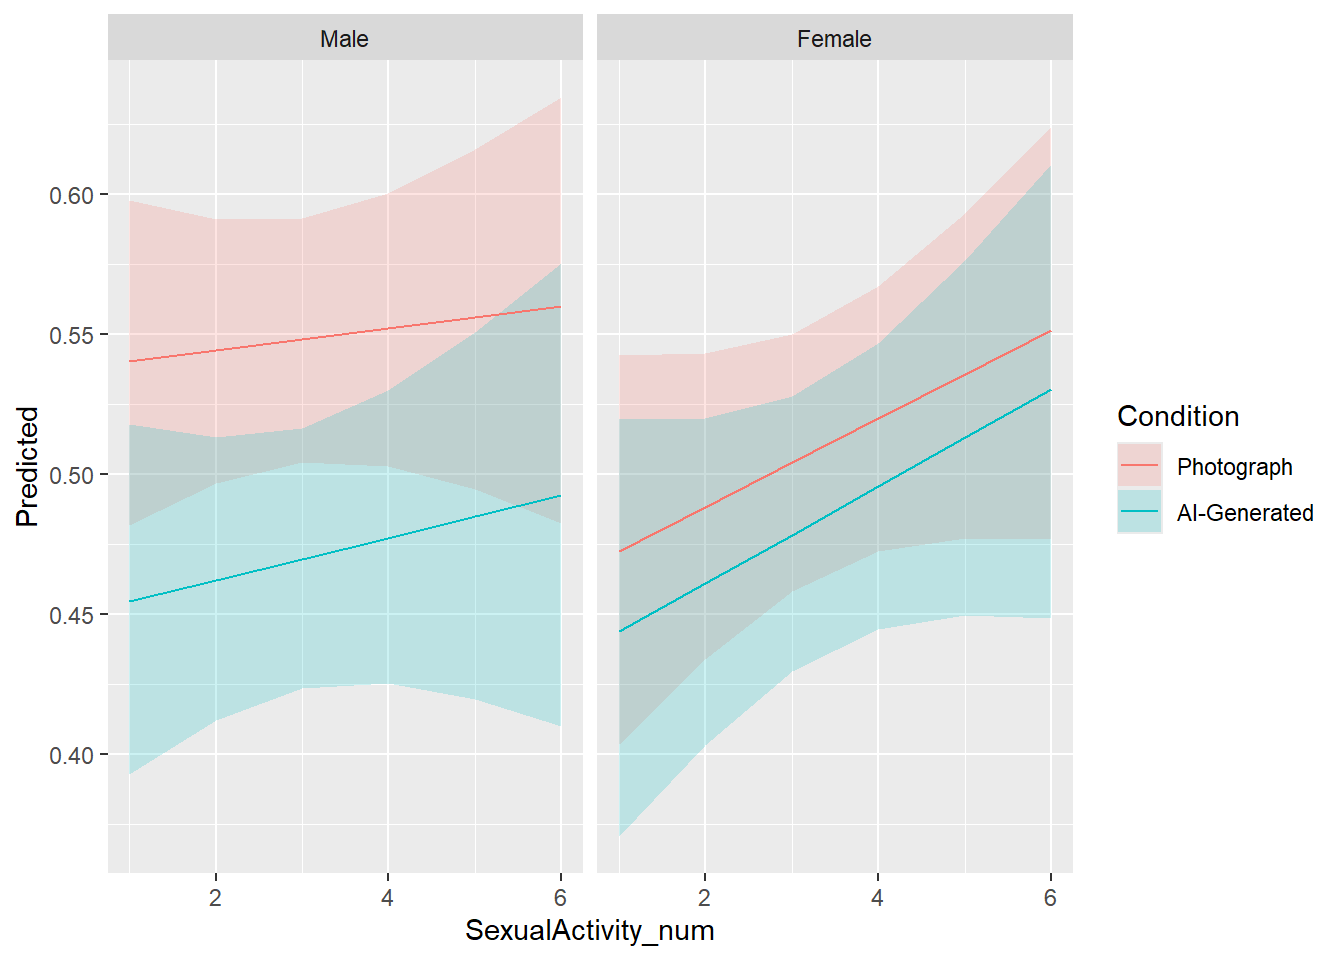 Male
Female
0.60
0.55
0.50
0.45
0.40
Predicted
2
4
6
2
4
6
SexualActivity_num
Condition
Photograph
AI-Generated